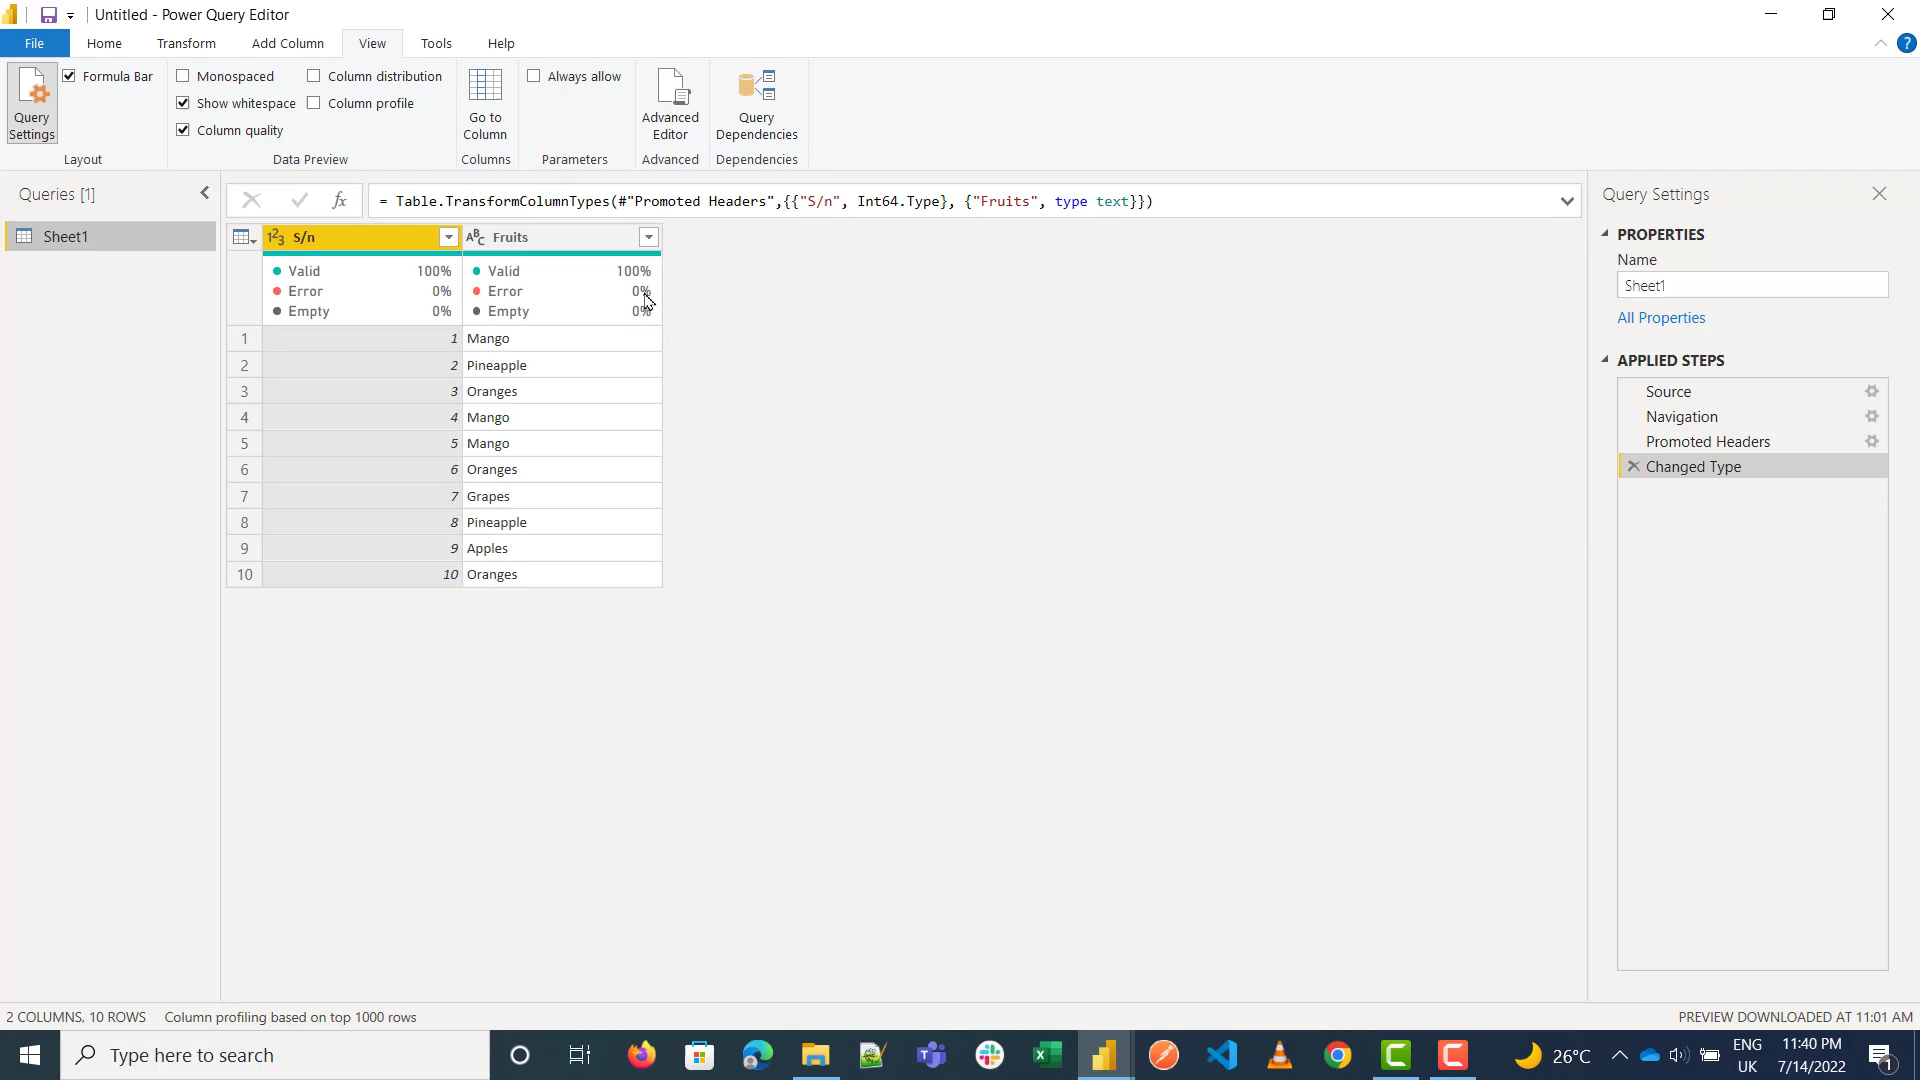 Untitled - Power Query Editor
File Home Transform Add Column View Tools Help
Query Settings
Formula Bar
Layout
Monospaced
Show whitespace
Column quality
Column distribution
Column profile
Data Preview
Go to Column
Columns
Always allow
Parameters
Advanced Editor
Advanced
Query Dependencies
Dependencies
Queries [1]
Sheet1
fx
= Table.TransformColumnTypes(#"Promoted Headers",{{"S/n", Int64.Type}, {"Fruits", type text}})
123 S/n ABC Fruits
Valid 100% Valid 100%
Error 0% Error 0%
Empty 0% Empty 0%
1 1 Mango
2 2 Pineapple
3 3 Oranges
4 4 Mango
5 5 Mango
6 6 Oranges
7 7 Grapes
8 8 Pineapple
9 9 Apples
10 10 Oranges
Query Settings
PROPERTIES
Name
Sheet1
All Properties
APPLIED STEPS
Source
Navigation
Promoted Headers
Changed Type
2 COLUMNS, 10 ROWS Column profiling based on top 1000 rows
PREVIEW DOWNLOADED AT 11:01 AM
Type here to search
26°C
ENG
UK
11:40 PM
7/14/2022
1